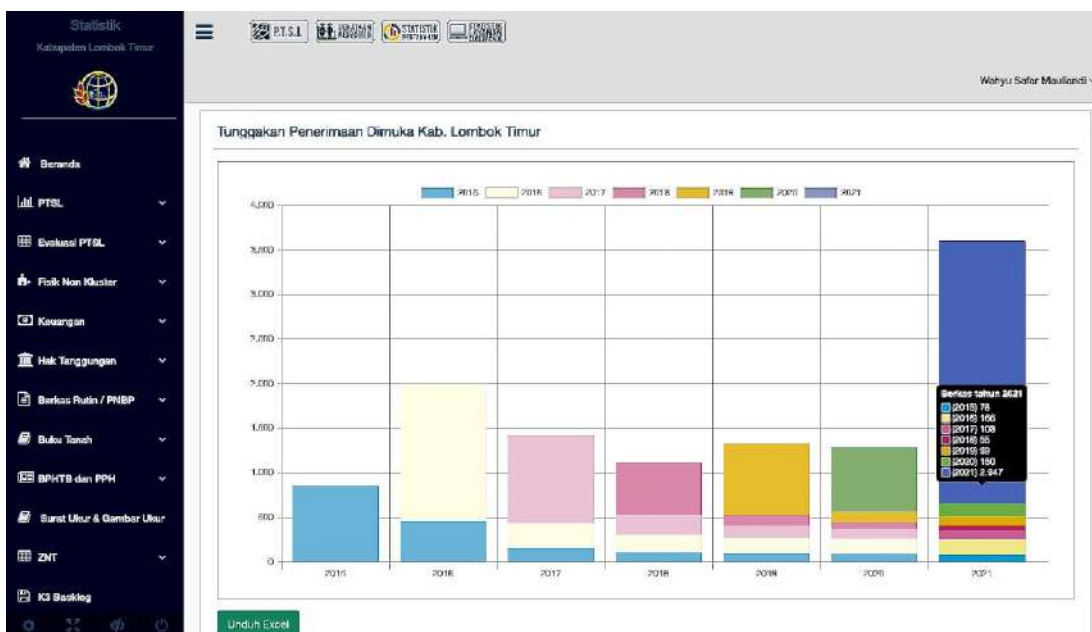 Statistik
Kabupaten Lombok Timur
P.T.S.L
STATISTIK
Wahyu Safar Mauliandi
Tunggakan Penerimaan Dimuka Kab. Lombok Timur
Beranda
PTSL
Evaluasi PTSL
Fisik Non Kluster
Keuangan
Hak Tanggungan
Berkas Rutin / PNBP
Buku Tanah
BPHTB dan PPH
Surat Ukur & Gambar Ukur
ZNT
K3 Backlog
2015 2016 2017 2018 2019 2020 2021
4,000
3,500
3,000
2,500
2,000
1,500
1,000
500
0
2015 2016 2017 2018 2019 2020 2021
Berkas tahun 2021
(2015) 78
(2016) 166
(2017) 108
(2018) 55
(2019) 99
(2020) 150
(2021) 2.947
Unduh Excel